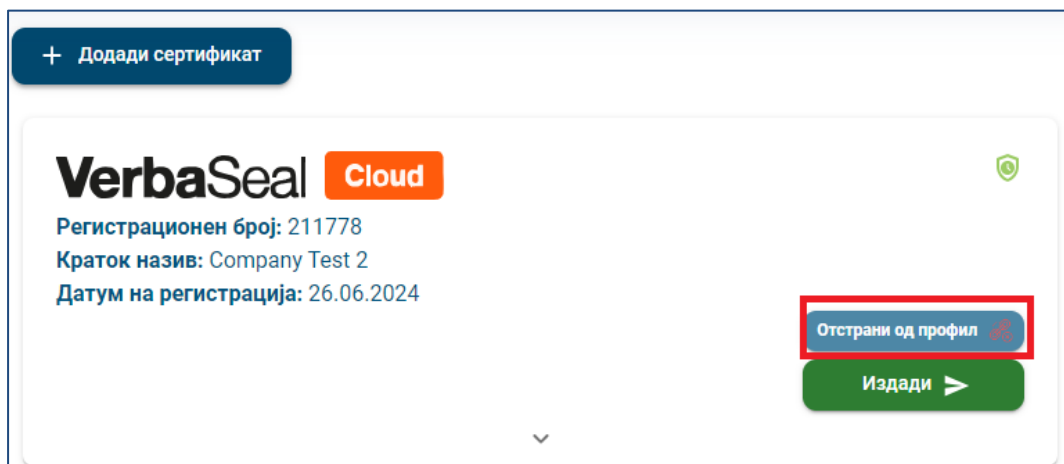 + Додади сертификат
VerbaSeal Cloud
Регистрационен број: 211778
Краток назив: Company Test 2
Датум на регистрација: 26.06.2024
Отстрани од профил
Издади